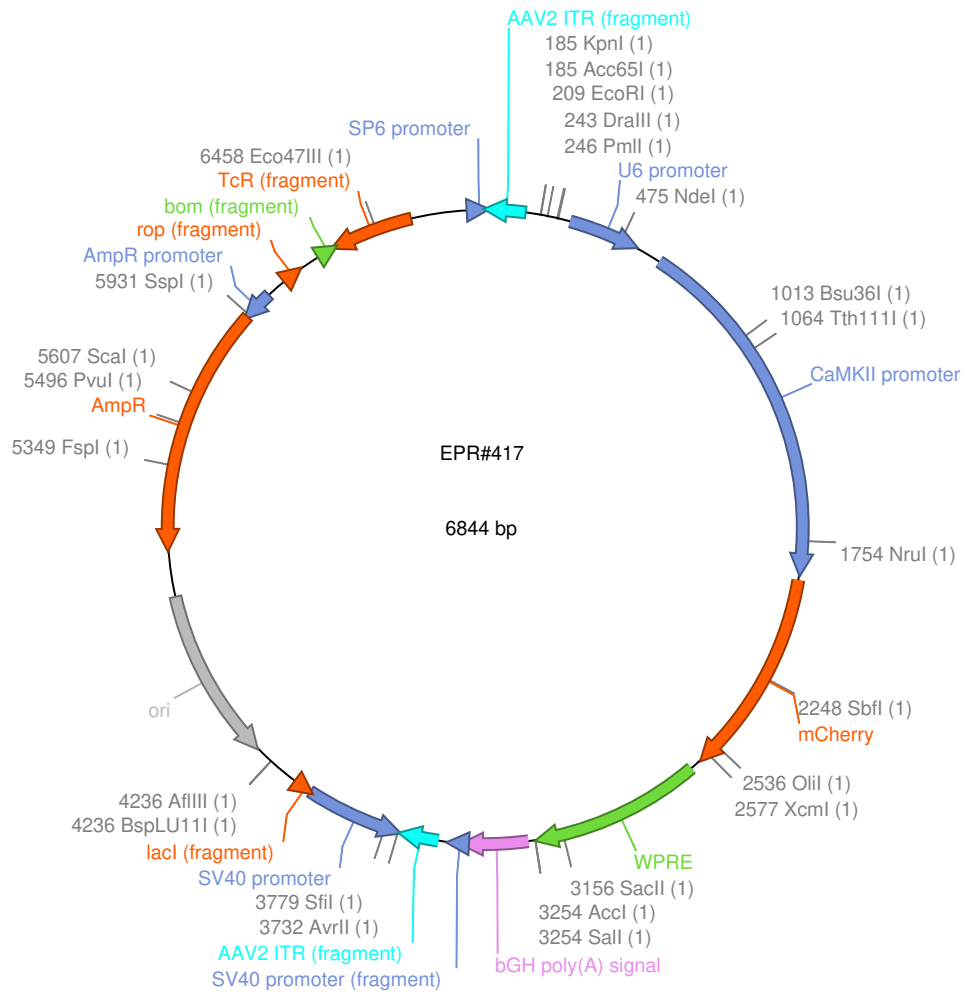 AAV2 ITR (fragment)
185 KpnI (1)
185 Acc65I (1)
209 EcoRI (1)
243 DraIII (1)
246 PmlI (1)
U6 promoter
475 NdeI (1)
SP6 promoter
6458 Eco47III (1)
TcR (fragment)
bom (fragment)
rop (fragment)
AmpR promoter
5931 SspI (1)
1013 Bsu36I (1)
1064 Tth111I (1)
CaMKII promoter
5607 ScaI (1)
5496 PvuI (1)
AmpR
5349 FspI (1)
EPR#417
6844 bp
1754 NruI (1)
2248 SbfI (1)
mCherry
ori
2536 OliI (1)
2577 XcmI (1)
WPRE
4236 AflIII (1)
4236 BspLU11I (1)
lacI (fragment)
SV40 promoter
3779 SfiI (1)
3732 AvrII (1)
AAV2 ITR (fragment)
SV40 promoter (fragment)
3156 SacII (1)
3254 AccI (1)
3254 SalI (1)
bGH poly(A) signal